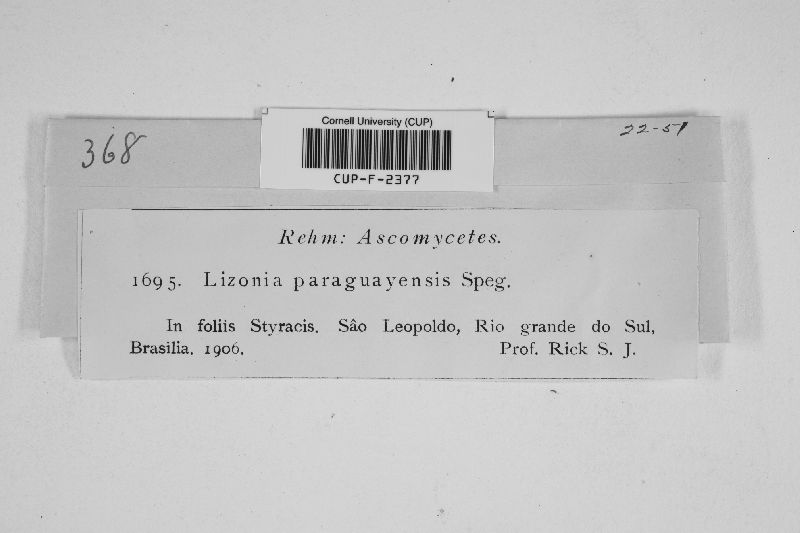 368
Cornell University (CUP)
CUP-F-2377
22-51
Rehm: Ascomycetes.
1695. Lizonia paraguayensis Speg.
In foliis Styracis. Sâo Leopoldo, Rio grande do Sul,
Brasilia. 1906. Prof. Rick S. J.